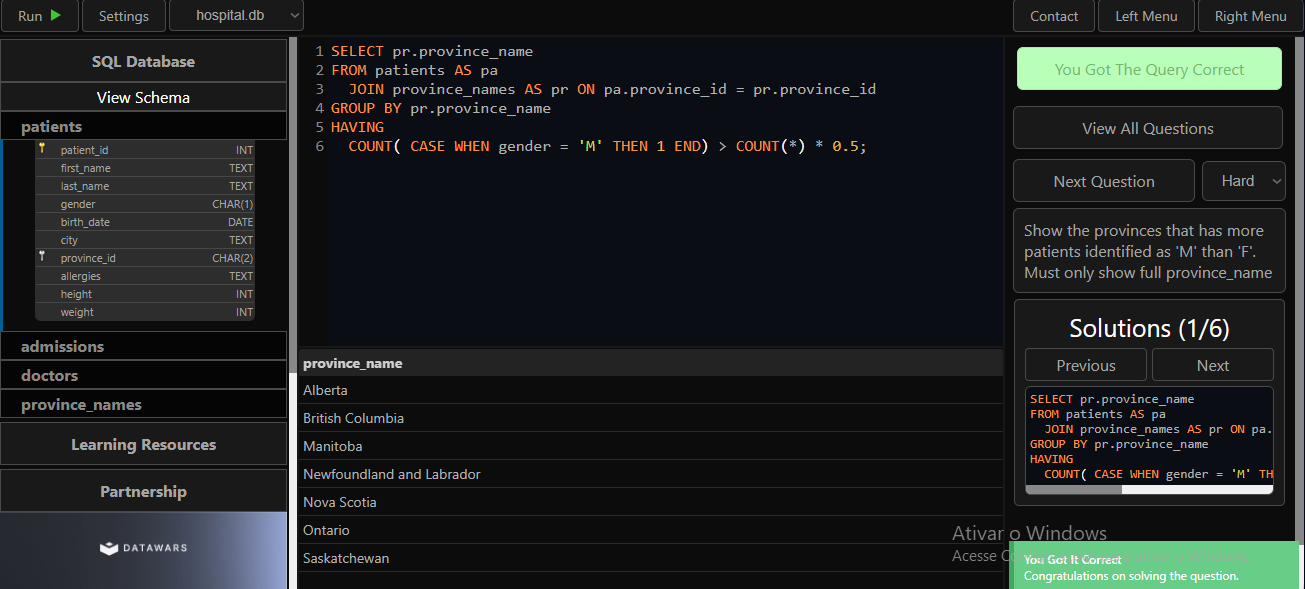 Run
Settings
hospital.db
Contact
Left Menu
Right Menu
SQL Database
View Schema
patients
patient_id INT
first_name TEXT
last_name TEXT
gender CHAR(1)
birth_date DATE
city TEXT
province_id CHAR(2)
allergies TEXT
height INT
weight INT
admissions
doctors
province_names
Learning Resources
Partnership
DATAWARS
1 SELECT pr.province_name
2 FROM patients AS pa
3 JOIN province_names AS pr ON pa.province_id = pr.province_id
4 GROUP BY pr.province_name
5 HAVING
6 COUNT( CASE WHEN gender = 'M' THEN 1 END) > COUNT(*) * 0.5;
province_name
Alberta
British Columbia
Manitoba
Newfoundland and Labrador
Nova Scotia
Ontario
Saskatchewan
You Got The Query Correct
View All Questions
Next Question
Hard
Show the provinces that has more
patients identified as 'M' than 'F'.
Must only show full province_name
Solutions (1/6)
Previous
Next
SELECT pr.province_name
FROM patients AS pa
JOIN province_names AS pr ON pa.
GROUP BY pr.province_name
HAVING
COUNT( CASE WHEN gender = 'M' TH
Ativar o Windows
Acesse
You Got It Correct
Congratulations on solving the question.